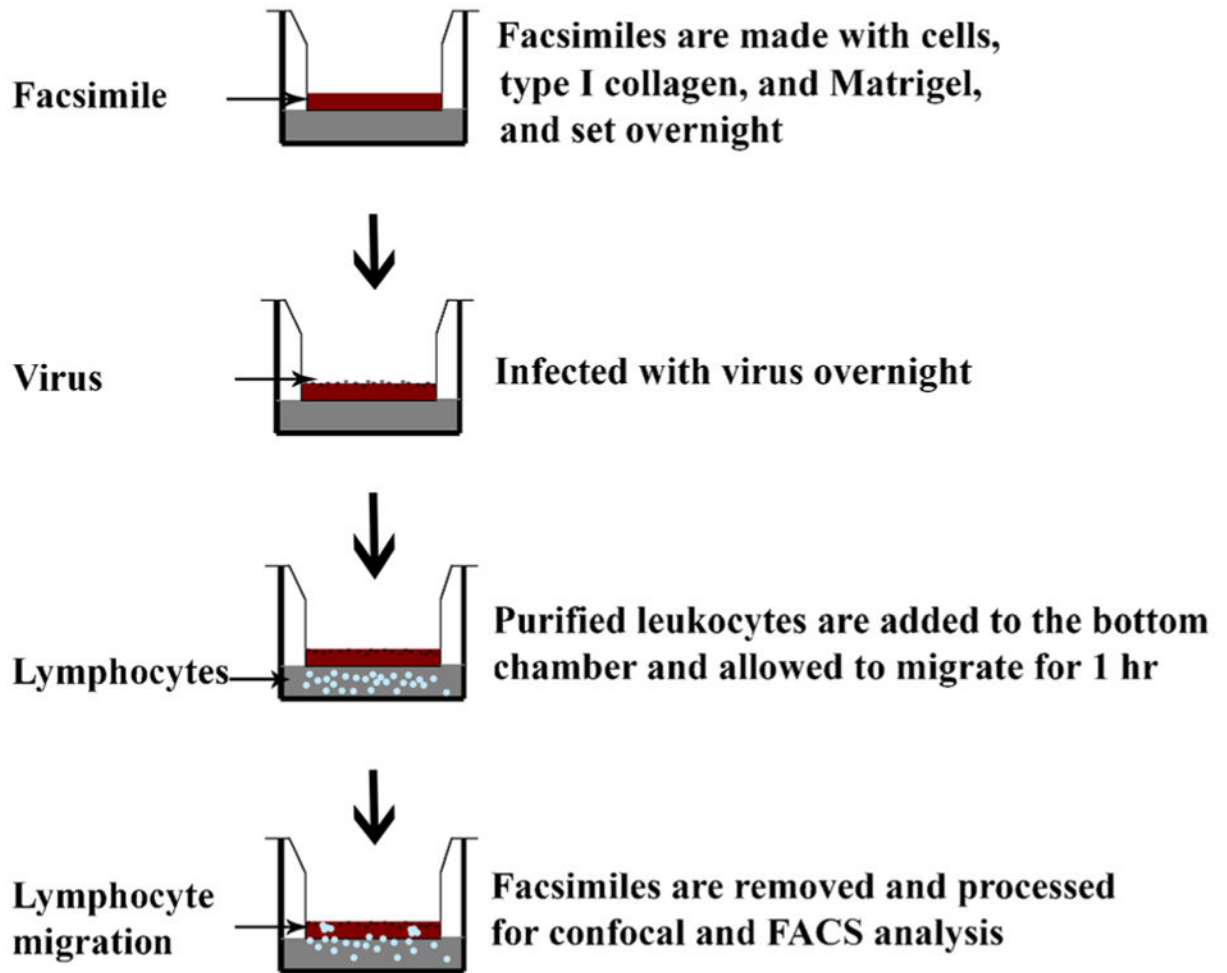 Facsimile
Facsimiles are made with cells,
type I collagen, and Matrigel,
and set overnight
Virus
Infected with virus overnight
Lymphocytes
Purified leukocytes are added to the bottom
chamber and allowed to migrate for 1 hr
Lymphocyte
migration
Facsimiles are removed and processed
for confocal and FACS analysis